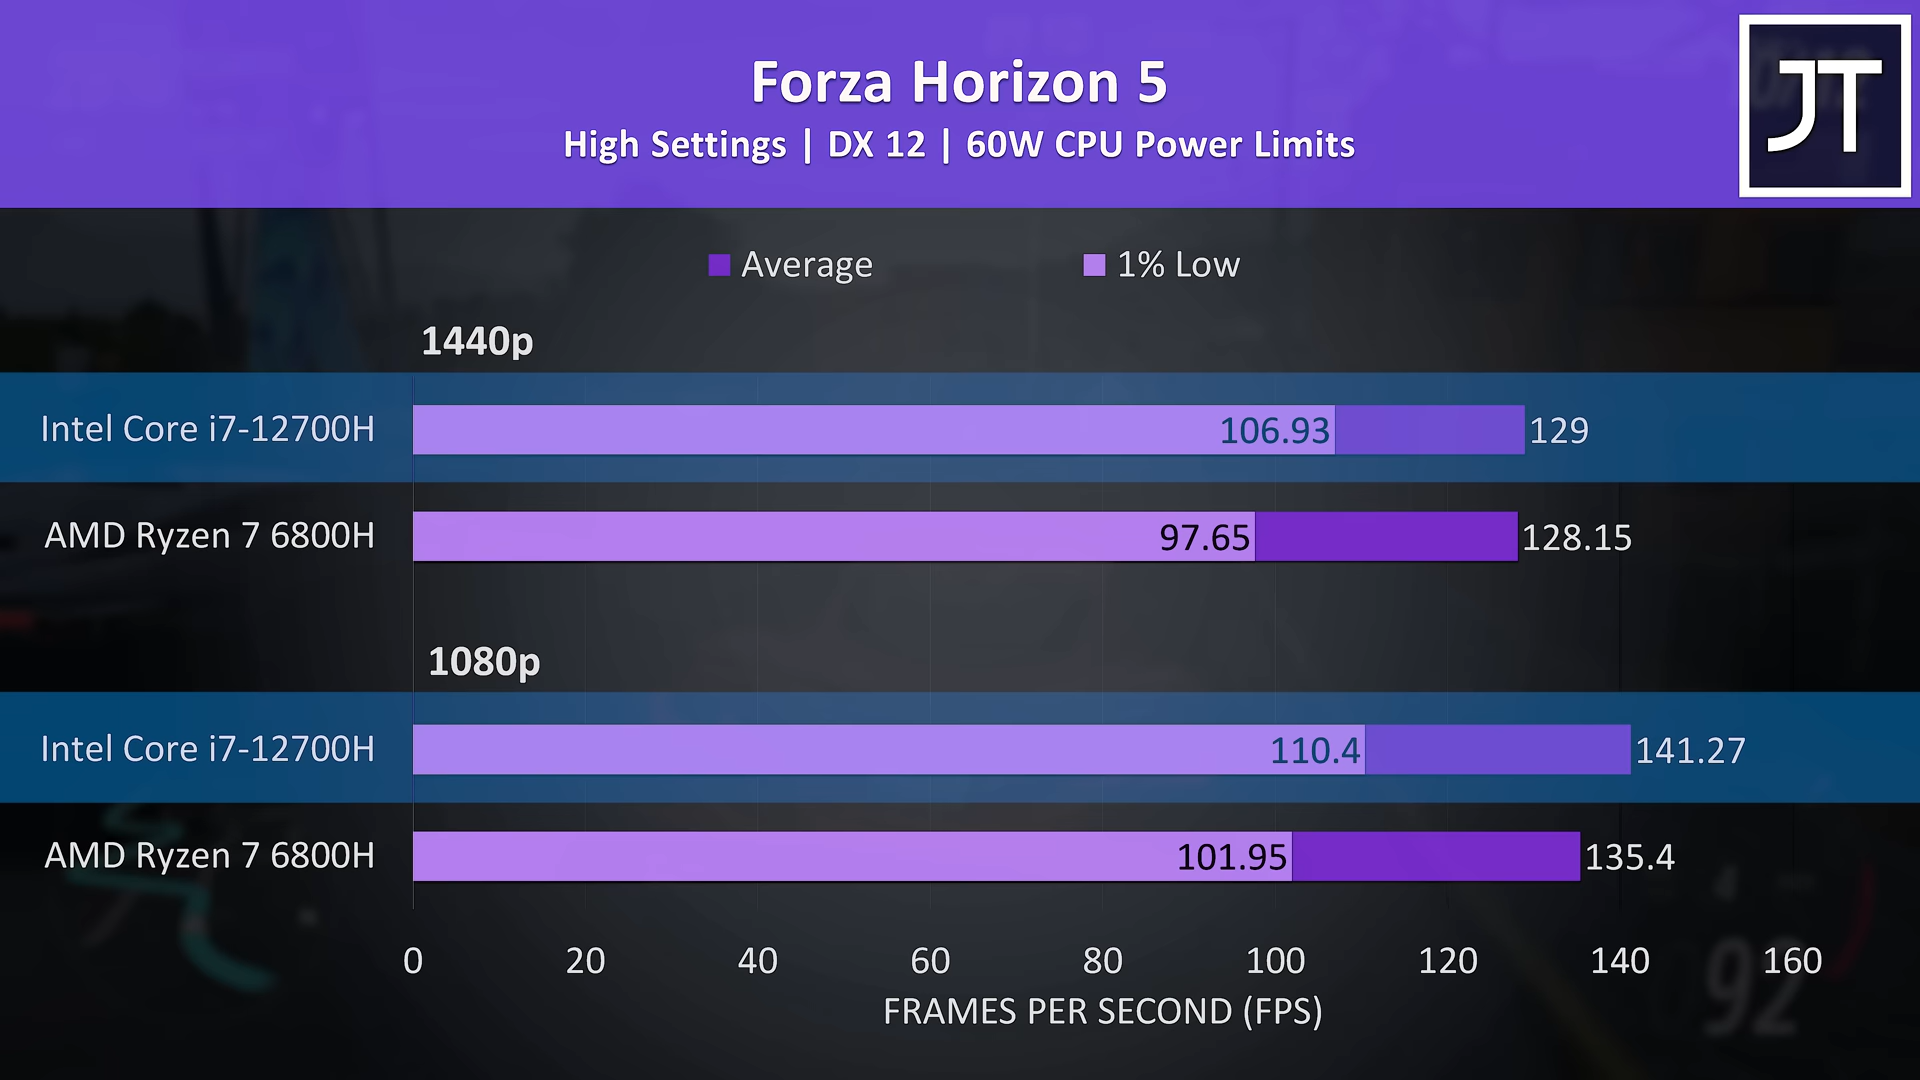 Forza Horizon 5
High Settings | DX 12 | 60W CPU Power Limits
JT
Average
1% Low
1440p
Intel Core i7-12700H
106.93
129
AMD Ryzen 7 6800H
97.65
128.15
1080p
Intel Core i7-12700H
110.4
141.27
AMD Ryzen 7 6800H
101.95
135.4
4
92
0 20 40 60 80 100 120 140 160
FRAMES PER SECOND (FPS)